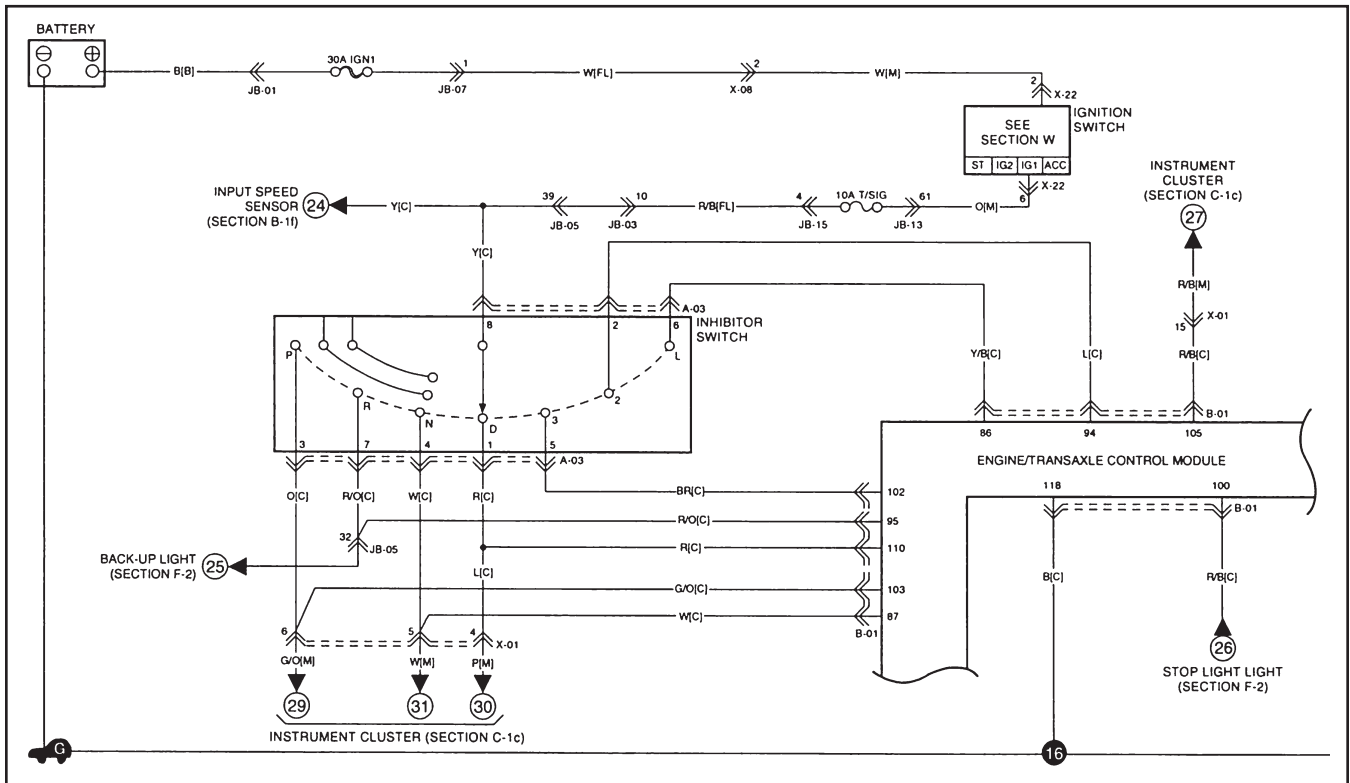 BATTERY
30A IGN1
B[B]
JB-01
1
JB-07
W[FL]
2
X-08
W[M]
2
X-22
IGNITION
SWITCH
SEE
SECTION W
ST IG2 IG1 ACC
X-22
6
INSTRUMENT
CLUSTER
(SECTION C-1c)
27
INPUT SPEED
SENSOR
(SECTION B-1f)
24
Y[C]
39
JB-05
10
JB-03
R/B[FL]
4
JB-15
10A T/SIG
61
JB-13
O[M]
Y[C]
R/B[M]
X-01
15
A-03
8 2 6
INHIBITOR
SWITCH
Y/B[C]
L[C]
R/B[C]
P
R
N
D
3
2
L
B-01
86 94 105
3 7 4 1 5
A-03
ENGINE/TRANSAXLE CONTROL MODULE
118 100
B-01
O[C] R/O[C] W[C] R[C]
BR[C] 102
R/O[C] 95
32
JB-05
R[C] 110
BACK-UP LIGHT
(SECTION F-2)
25
L[C]
B[C]
R/B[C]
G/O[C] 103
W[C] 87
B-01
6 5 4
X-01
G/O[M] W[M] P[M]
26
STOP LIGHT LIGHT
(SECTION F-2)
29 31 30
INSTRUMENT CLUSTER (SECTION C-1c)
G
16